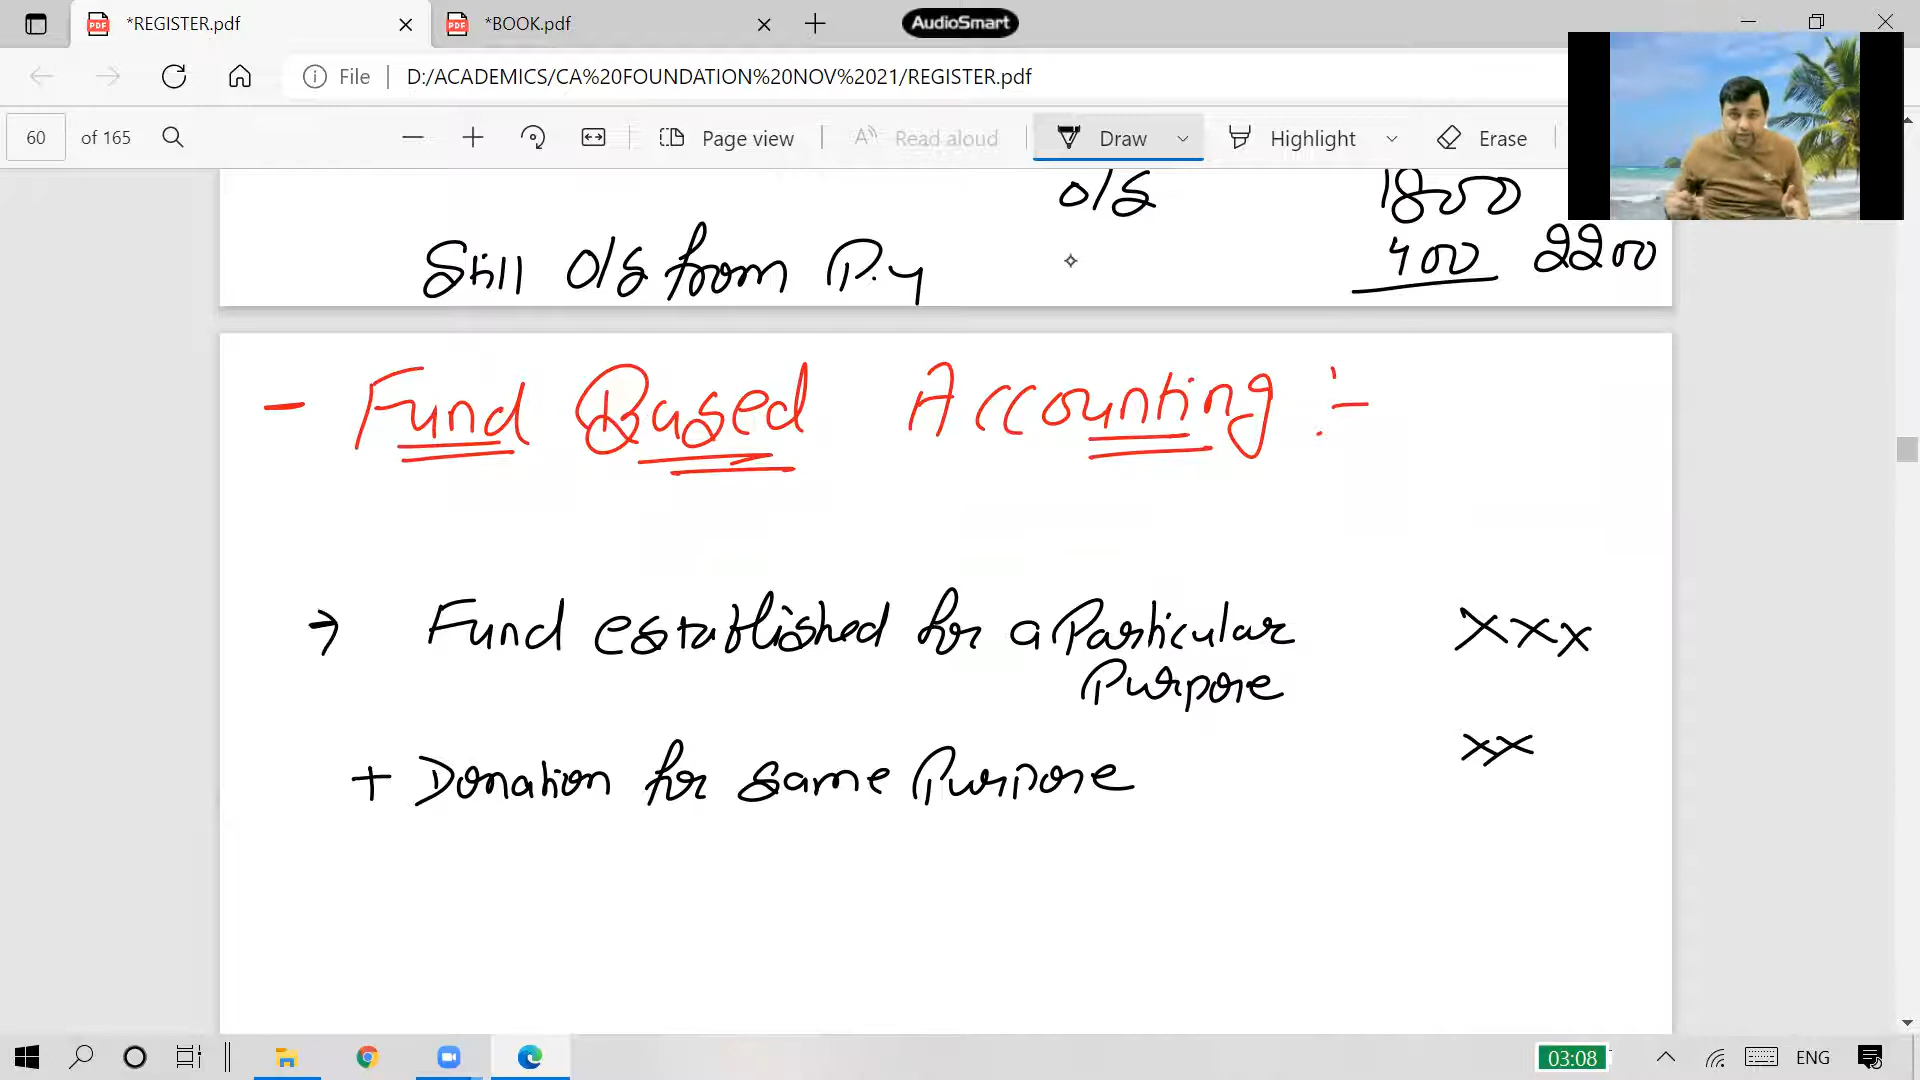 *REGISTER.pdf
*BOOK.pdf
AudioSmart
File
D:/ACADEMICS/CA%20FOUNDATION%20NOV%2021/REGISTER.pdf
60 of 165
Page view
Read aloud
Draw
Highlight
Erase
o/s 1800
Still o/s from P.y 400 2200
- Fund Based Accounting :-
→ Fund established for a Particular xxx
Purpose
+ Donation for same Purpose xx
03:08
ENG